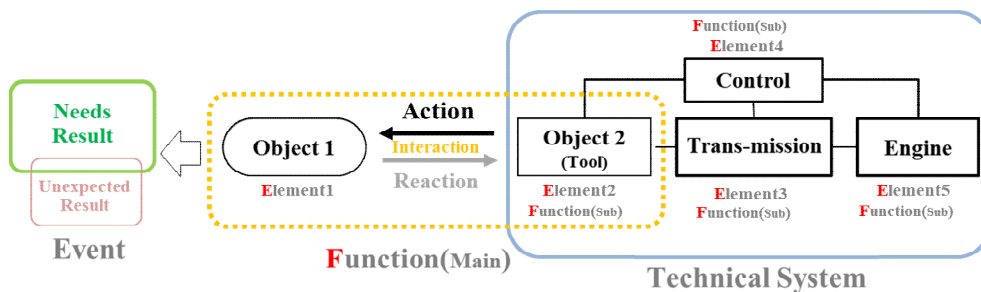 Function(Sub)
Element4
Control
Needs
Result
Unexpected
Result
Event
Object 1
Element1
Action
Interaction
Reaction
Object 2
(Tool)
Element2
Function(Sub)
Trans-mission
Element3
Function(Sub)
Engine
Element5
Function(Sub)
Function(Main)
Technical System